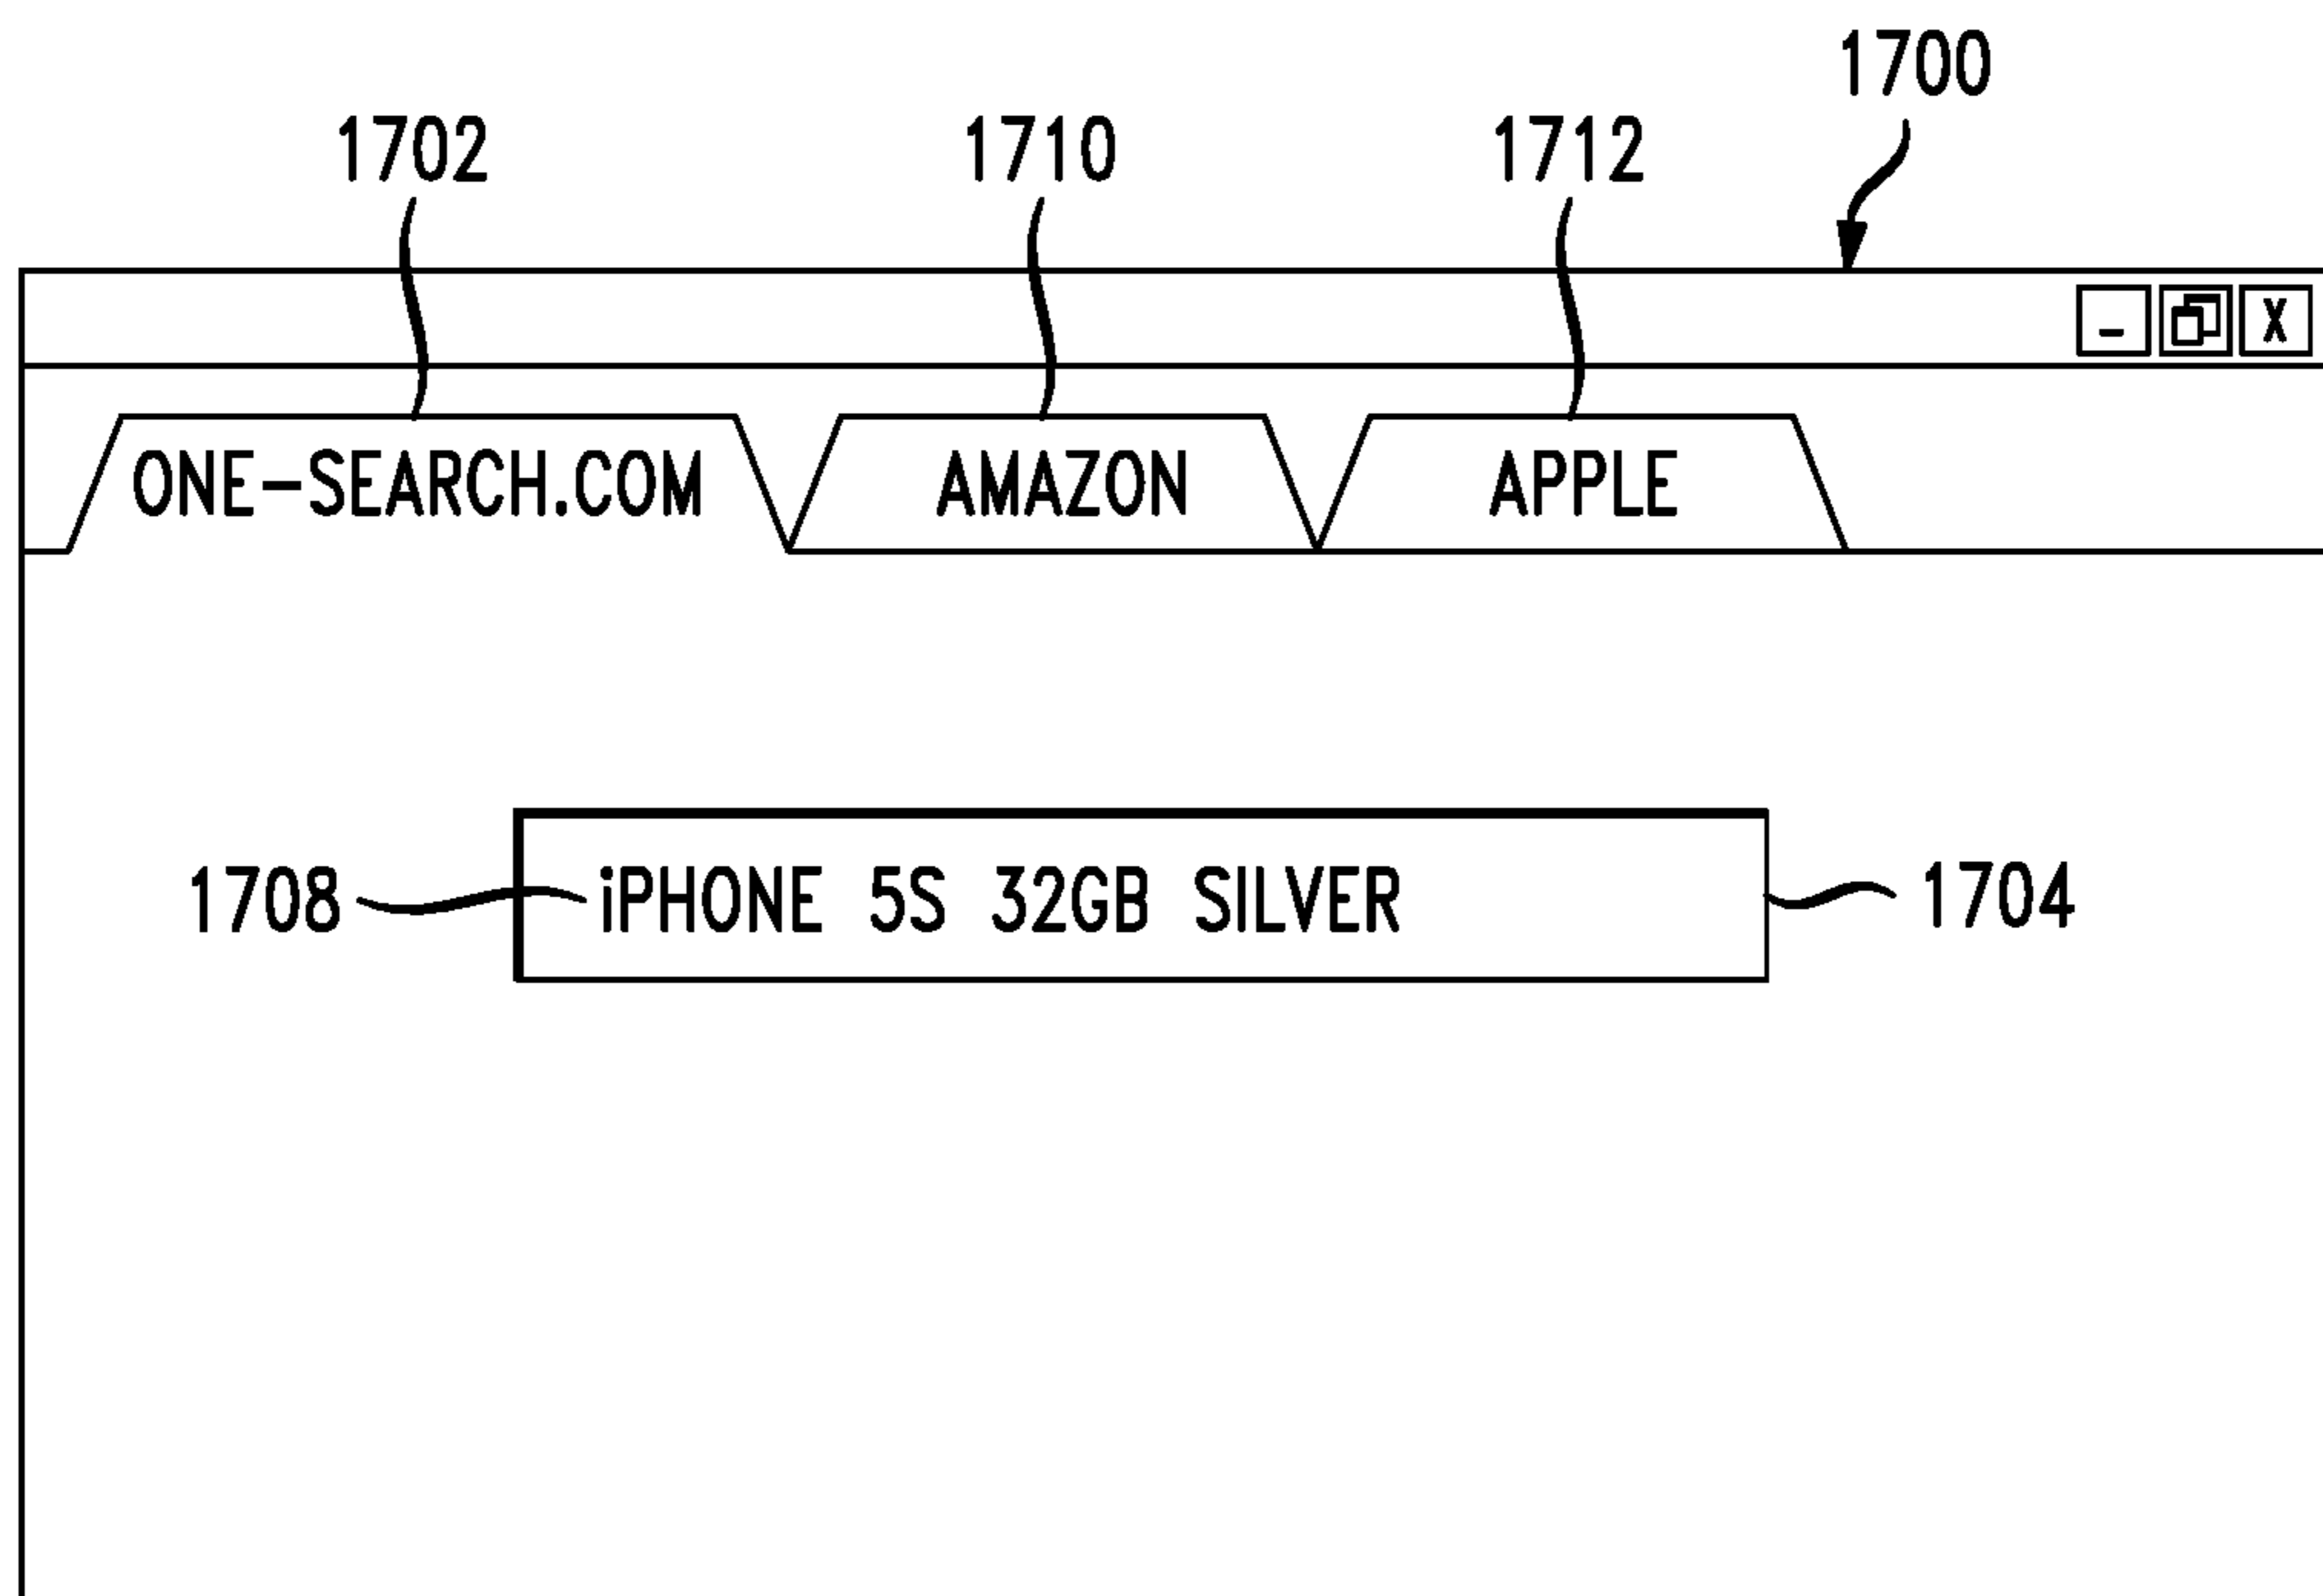 1700
1702 1710 1712
- X
ONE-SEARCH.COM AMAZON APPLE
1708 iPHONE 5S 32GB SILVER 1704